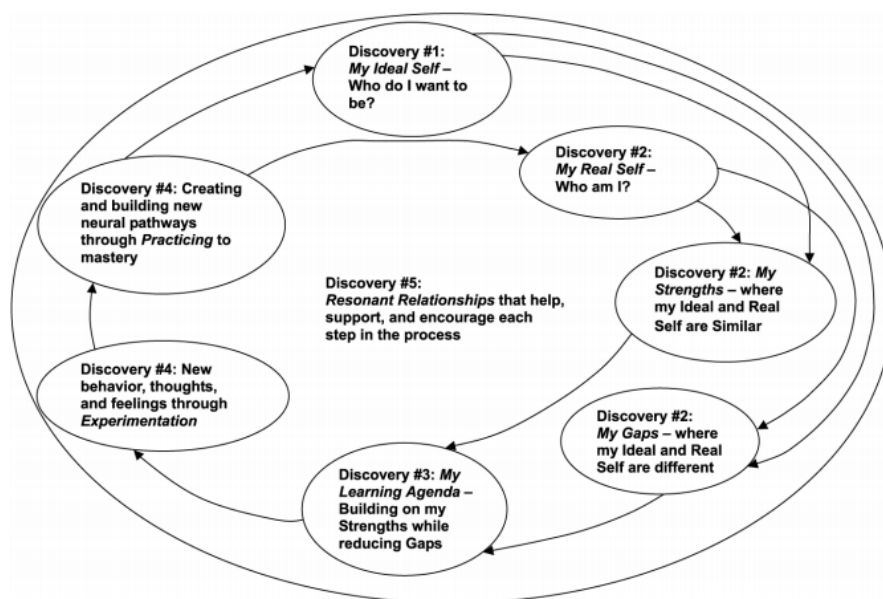 Discovery #1:
My Ideal Self –
Who do I want to
be?
Discovery #2:
My Real Self –
Who am I?
Discovery #4: Creating
and building new
neural pathways
through Practicing to
mastery
Discovery #2: My
Strengths – where
my Ideal and Real
Self are Similar
Discovery #5:
Resonant Relationships that help,
support, and encourage each
step in the process
Discovery #4: New
behavior, thoughts,
and feelings through
Experimentation
Discovery #2:
My Gaps – where
my Ideal and Real
Self are different
Discovery #3: My
Learning Agenda –
Building on my
Strengths while
reducing Gaps